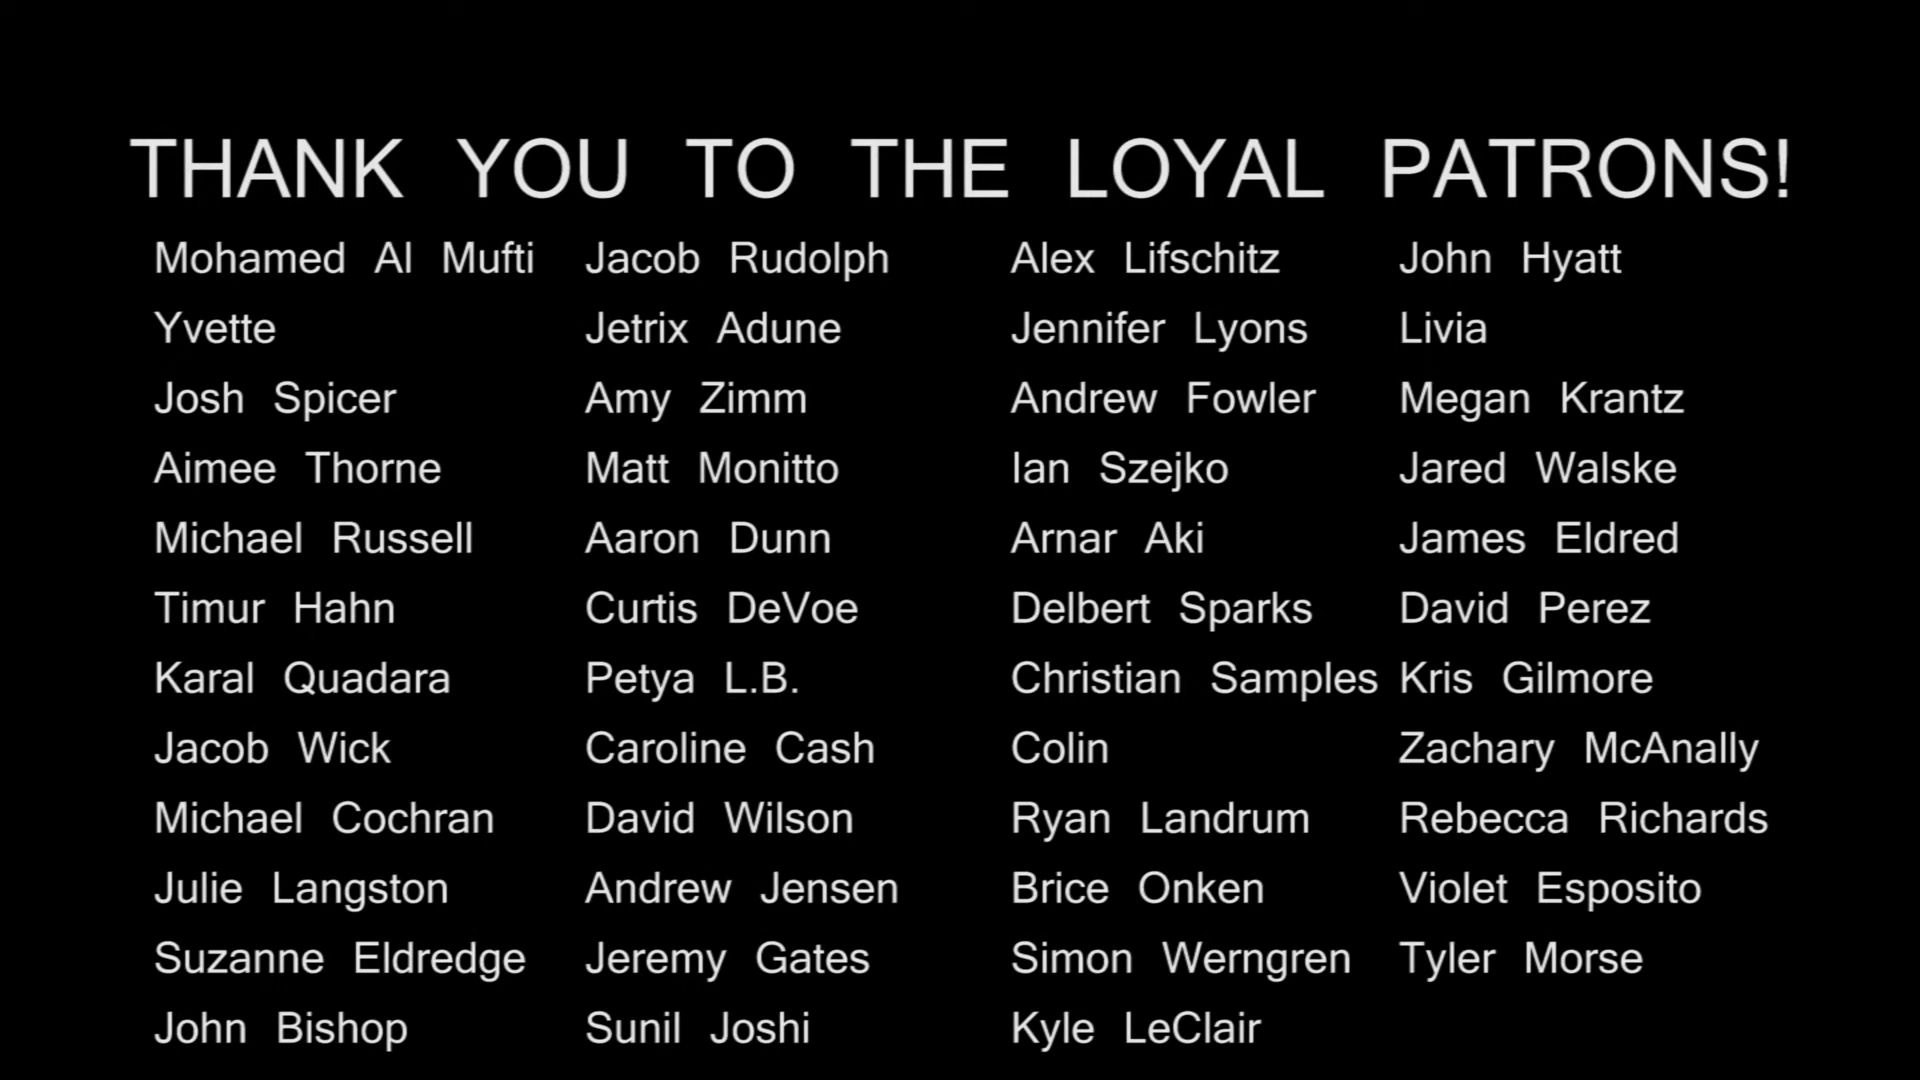 THANK YOU TO THE LOYAL PATRONS!
Mohamed Al Mufti
Yvette
Josh Spicer
Aimee Thorne
Michael Russell
Timur Hahn
Karal Quadara
Jacob Wick
Michael Cochran
Julie Langston
Suzanne Eldredge
John Bishop
Jacob Rudolph
Jetrix Adune
Amy Zimm
Matt Monitto
Aaron Dunn
Curtis DeVoe
Petya L.B.
Caroline Cash
David Wilson
Andrew Jensen
Jeremy Gates
Sunil Joshi
Alex Lifschitz
Jennifer Lyons
Andrew Fowler
Ian Szejko
Arnar Aki
Delbert Sparks
Christian Samples
Colin
Ryan Landrum
Brice Onken
Simon Werngren
Kyle LeClair
John Hyatt
Livia
Megan Krantz
Jared Walske
James Eldred
David Perez
Kris Gilmore
Zachary McAnally
Rebecca Richards
Violet Esposito
Tyler Morse